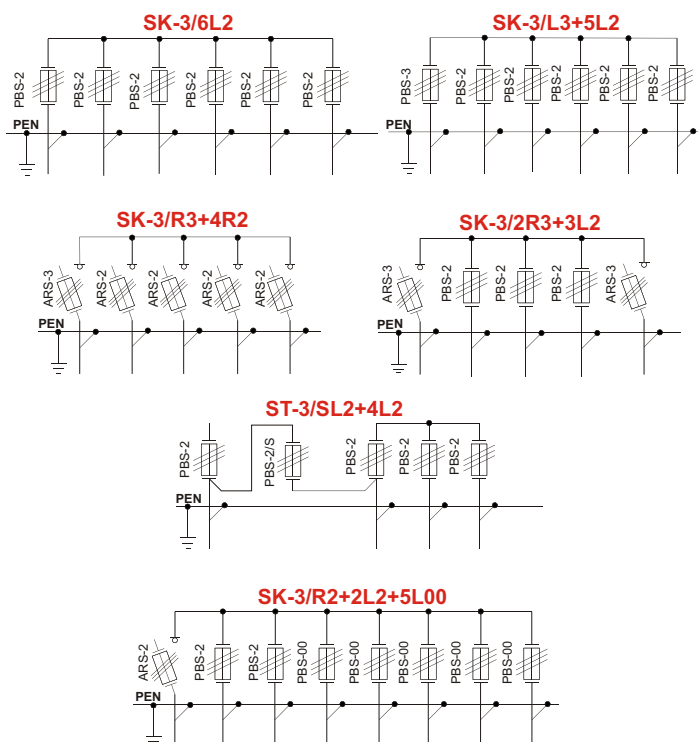 SK-3/6L2
PBS-2 PBS-2 PBS-2 PBS-2 PBS-2 PBS-2
PEN
SK-3/L3+5L2
PBS-3 PBS-2 PBS-2 PBS-2 PBS-2 PBS-2
SK-3/R3+4R2
ARS-3 ARS-2 ARS-2 ARS-2 ARS-2
PEN
SK-3/2R3+3L2
ARS-3 PBS-2 PBS-2 PBS-2 ARS-3
PEN
ST-3/SL2+4L2
PBS-2 PBS-2/S PBS-2 PBS-2 PBS-2
PEN
SK-3/R2+2L2+5L00
ARS-2 PBS-2 PBS-2 PBS-00 PBS-00 PBS-00 PBS-00 PBS-00
PEN